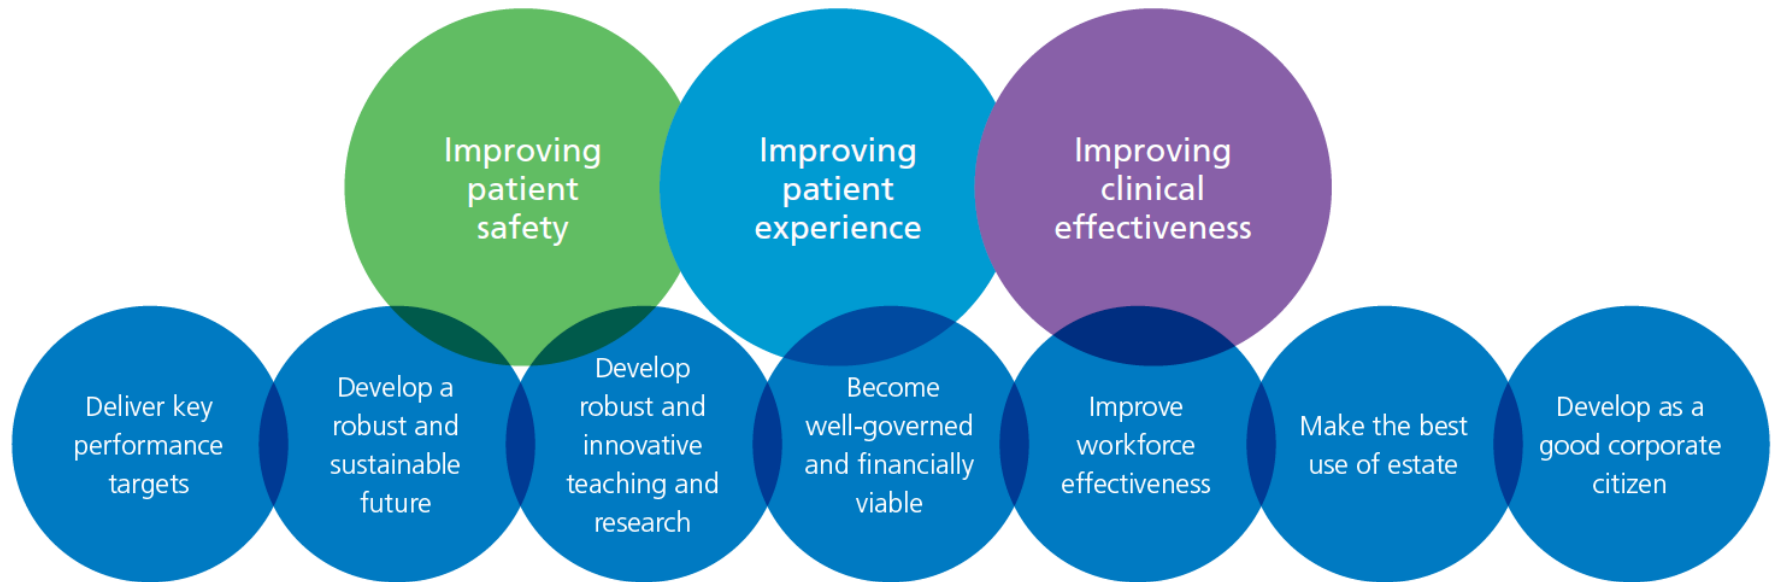 Improving
patient
safety
Improving
patient
experience
Improving
clinical
effectiveness
Deliver key
performance
targets
Develop a
robust and
sustainable
future
Develop
robust and
innovative
teaching and
research
Become
well-governed
and financially
viable
Improve
workforce
effectiveness
Make the best
use of estate
Develop as a
good corporate
citizen